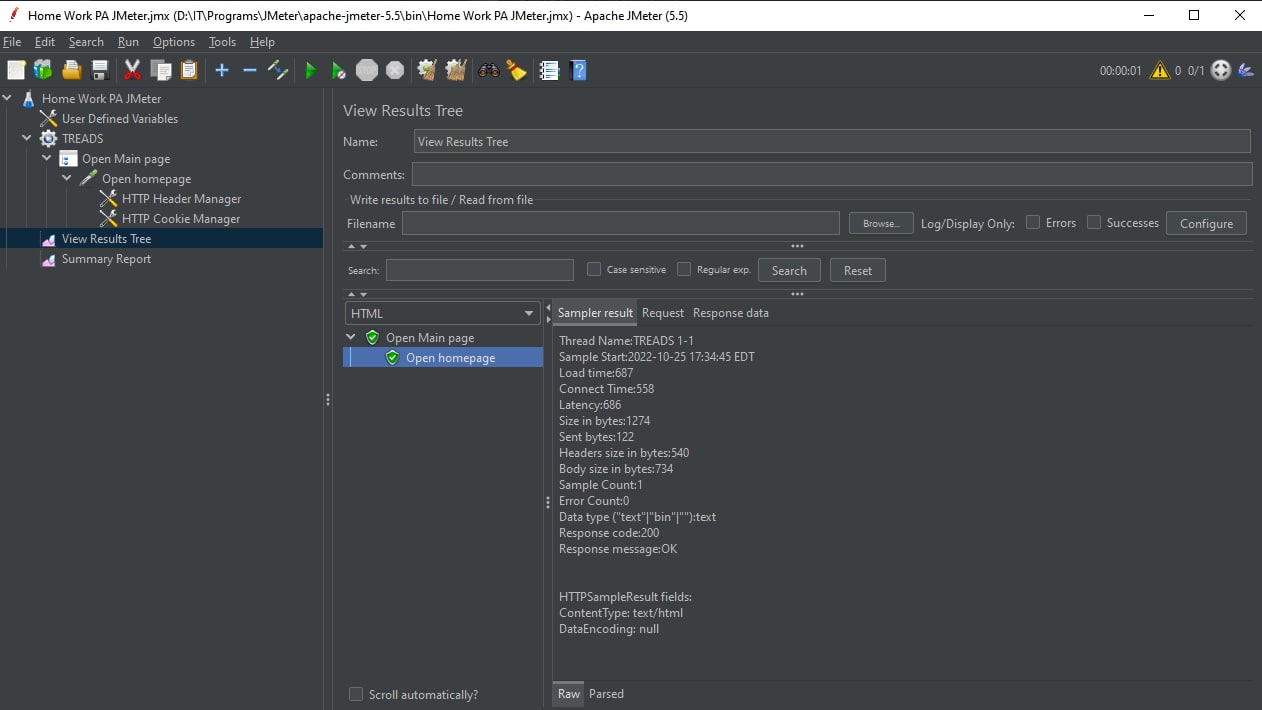 Home Work PA JMeter.jmx (D:\IT\Programs\JMeter\apache-jmeter-5.5\bin\Home Work PA JMeter.jmx) - Apache JMeter (5.5)
File Edit Search Run Options Tools Help
STOP 00:00:01 0 0/1
Home Work PA JMeter
User Defined Variables
TREADS
Open Main page
Open homepage
HTTP Header Manager
HTTP Cookie Manager
View Results Tree
Summary Report
View Results Tree
Name: View Results Tree
Comments:
Write results to file / Read from file
Filename Browse... Log/Display Only: Errors Successes Configure
Search: Case sensitive Regular exp. Search Reset
HTML
Open Main page
Open homepage
Scroll automatically?
Sampler result Request Response data
Thread Name:TREADS 1-1
Sample Start:2022-10-25 17:34:45 EDT
Load time:687
Connect Time:558
Latency:686
Size in bytes:1274
Sent bytes:122
Headers size in bytes:540
Body size in bytes:734
Sample Count:1
Error Count:0
Data type ("text"|"bin"|""):text
Response code:200
Response message:OK
HTTPSampleResult fields:
ContentType: text/html
DataEncoding: null
Raw Parsed